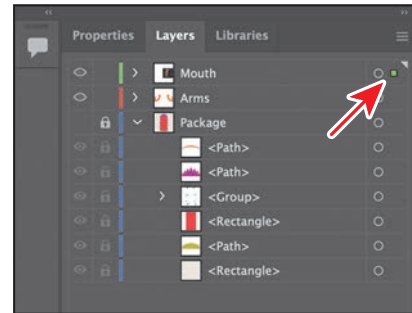 Properties Layers Libraries
Mouth
Arms
Package
<Path>
<Path>
<Group>
<Rectangle>
<Path>
<Rectangle>